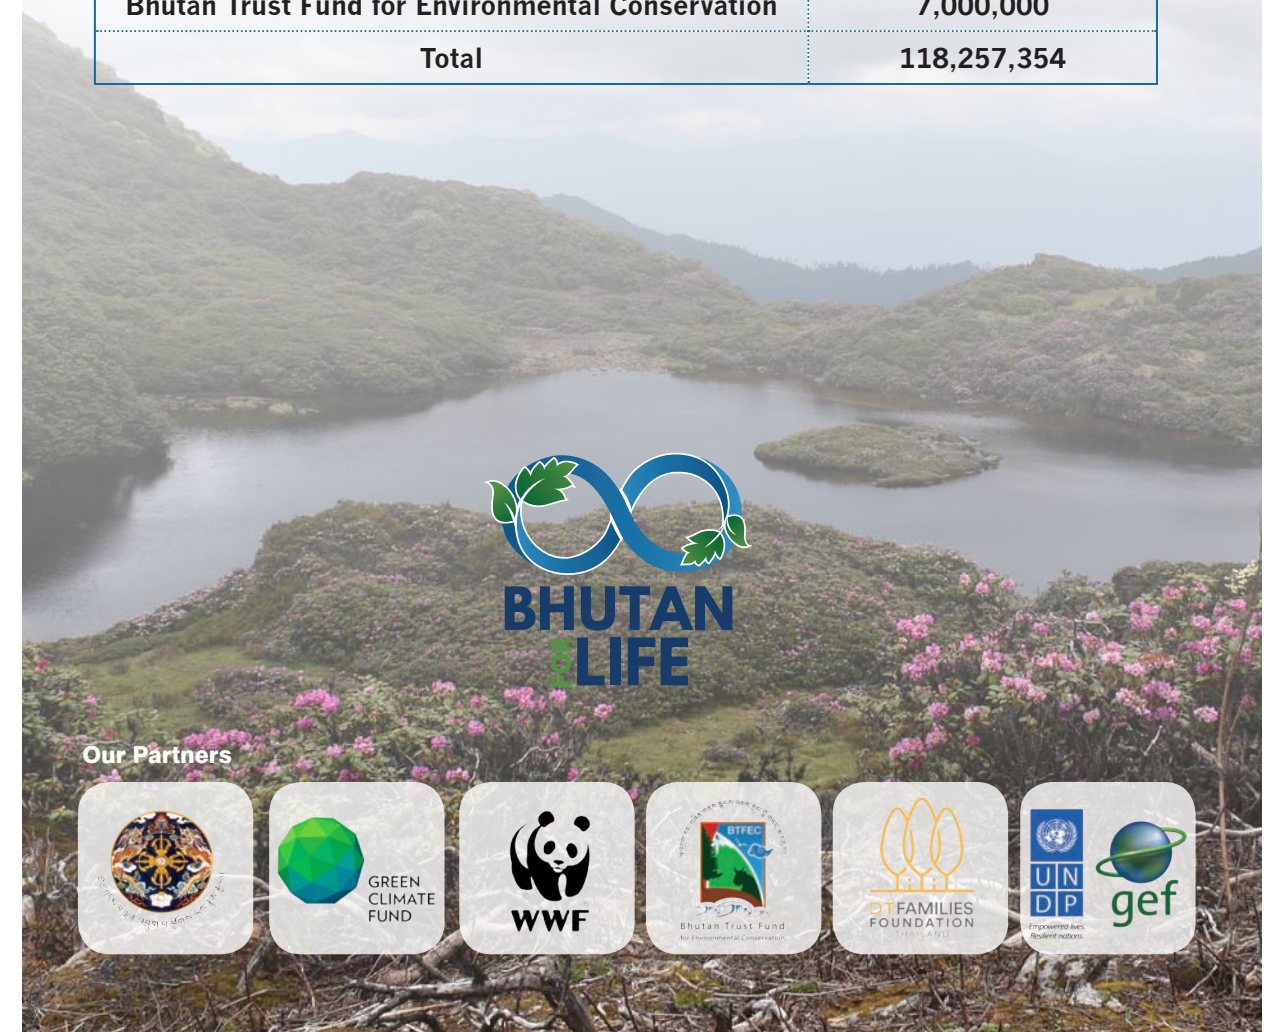 Bhutan Trust Fund for Environmental Conservation 7,000,000
Total 118,257,354
BHUTAN
FOR LIFE
Our Partners
GREEN
CLIMATE
FUND
WWF
BTFEC
Bhutan Trust Fund
for Environmental Conservation
DTFAMILIES
FOUNDATION
THAILAND
UN
DP
Empowered lives.
Resilient nations.
gef